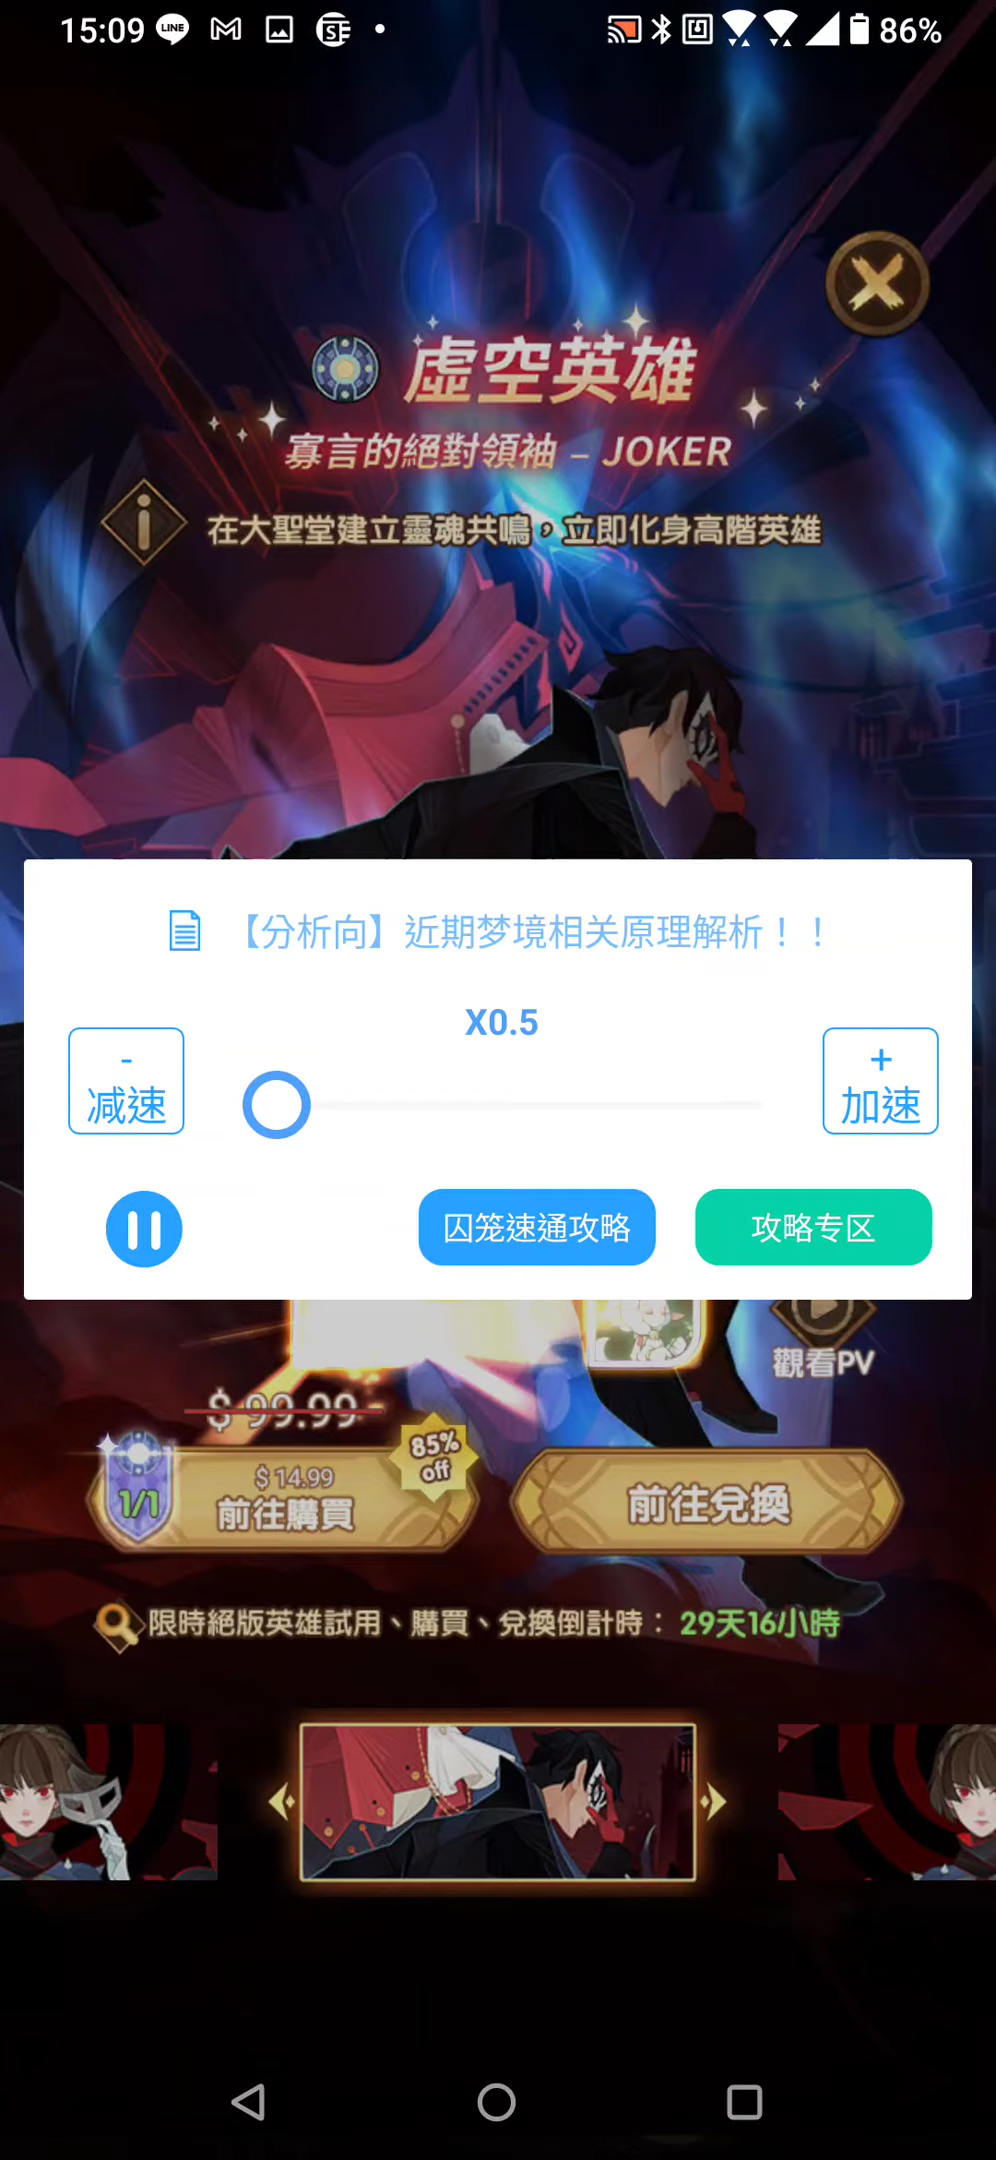 15:09
LINE
86%
虛空英雄
寡言的絕對領袖 – JOKER
在大聖堂建立靈魂共鳴，立即化身高階英雄
【分析向】近期梦境相关原理解析！！
X0.5
-
减速
+
加速
囚笼速通攻略
攻略专区
觀看PV
$ 99.99
85%
off
1/1
$ 14.99
前往購買
前往兌換
限時絕版英雄試用、購買、兌換倒計時： 29天16小時